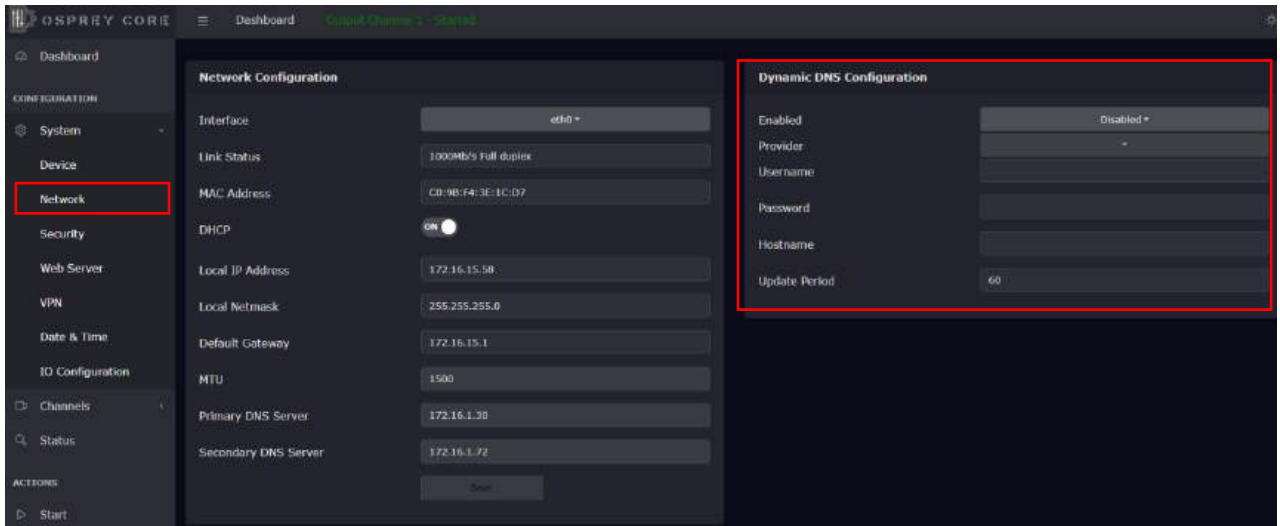 OSPREY CORE
Dashboard
Output Channel 1 - Started
Dashboard
CONFIGURATION
System
Device
Network
Security
Web Server
VPN
Date & Time
IO Configuration
Channels
Status
ACTIONS
Start
Network Configuration
Interface
eth0
Link Status
1000Mb/s Full duplex
MAC Address
C0:9B:F4:3E:1C:D7
DHCP
ON
Local IP Address
172.16.15.58
Local Netmask
255.255.255.0
Default Gateway
172.16.15.1
MTU
1500
Primary DNS Server
172.16.1.30
Secondary DNS Server
172.16.1.72
Save
Dynamic DNS Configuration
Enabled
Disabled
Provider
-
Username
Password
Hostname
Update Period
60